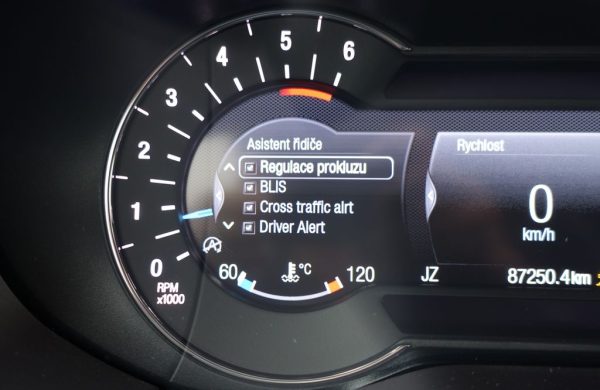 6
5
4
3
2
1
0
RPM
x1000
Asistent řidiče
Regulace prokluzu
BLIS
Cross traffic alrt
Driver Alert
60 °C 120
Rychlost
0
km/h
JZ 87250.4km